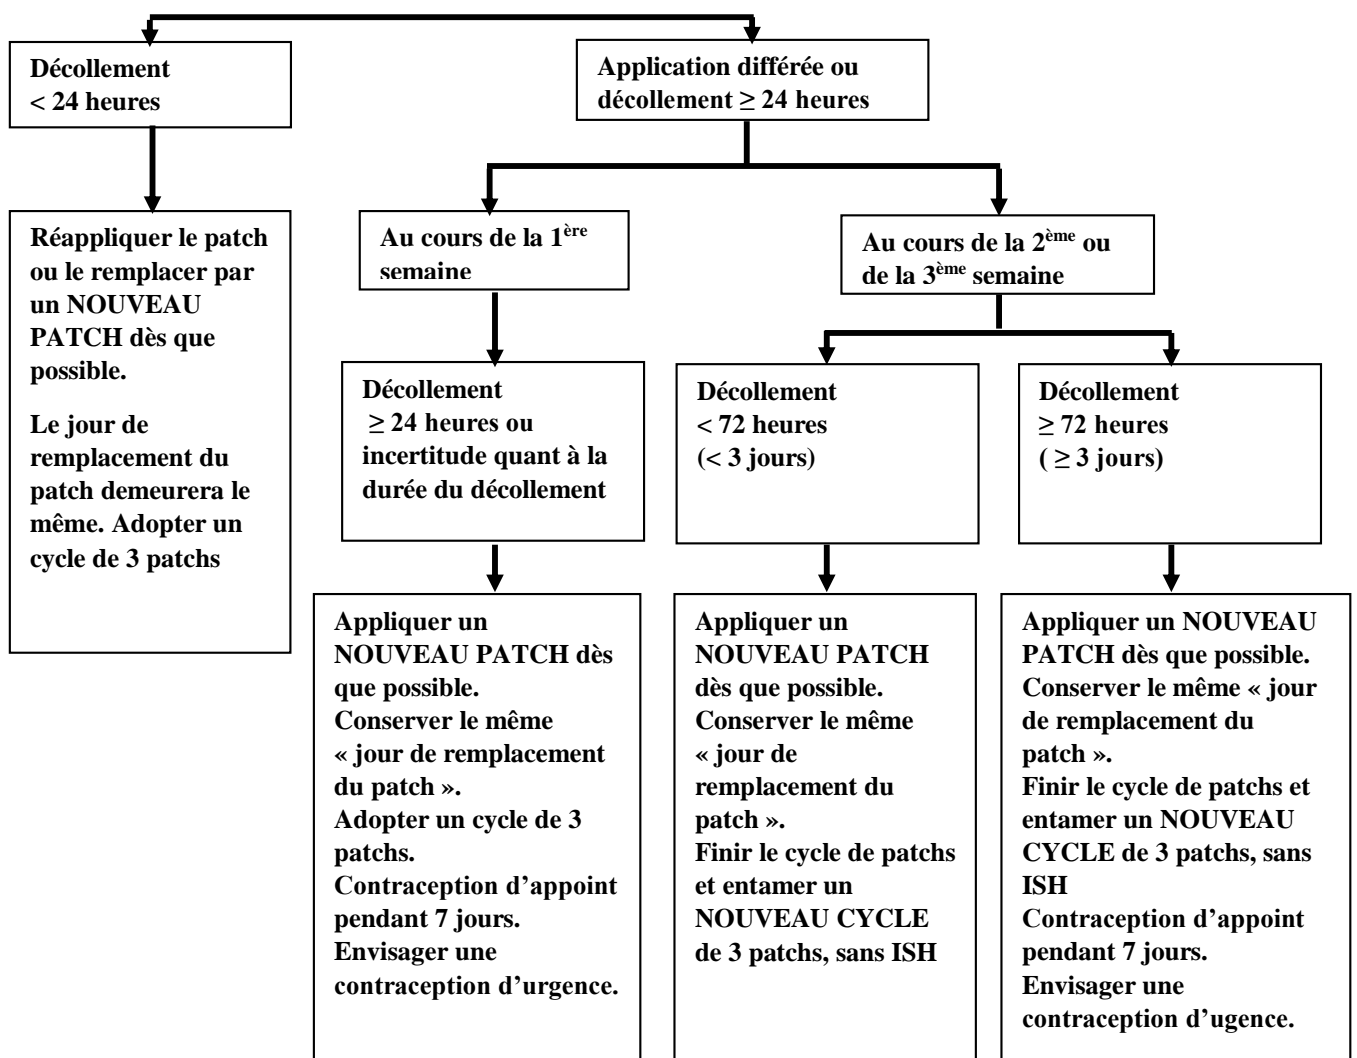 Décollement
< 24 heures
Application différée ou
décollement ≥ 24 heures
Réappliquer le patch
ou le remplacer par
un NOUVEAU
PATCH dès que
possible.
Le jour de
remplacement du
patch demeurera le
même. Adopter un
cycle de 3 patchs
Au cours de la 1ère
semaine
Au cours de la 2ème ou
de la 3ème semaine
Décollement
≥ 24 heures ou
incertitude quant à la
durée du décollement
Décollement
< 72 heures
(< 3 jours)
Décollement
≥ 72 heures
( ≥ 3 jours)
Appliquer un
NOUVEAU PATCH dès
que possible.
Conserver le même
« jour de remplacement
du patch ».
Adopter un cycle de 3
patchs.
Contraception d’appoint
pendant 7 jours.
Envisager une
contraception d’urgence.
Appliquer un
NOUVEAU PATCH
dès que possible.
Conserver le même
« jour de
remplacement du
patch ».
Finir le cycle de patchs
et entamer un
NOUVEAU CYCLE
de 3 patchs, sans ISH
Appliquer un NOUVEAU
PATCH dès que possible.
Conserver le même « jour
de remplacement du
patch ».
Finir le cycle de patchs et
entamer un NOUVEAU
CYCLE de 3 patchs, sans
ISH
Contraception d’appoint
pendant 7 jours.
Envisager une
contraception d’ugence.